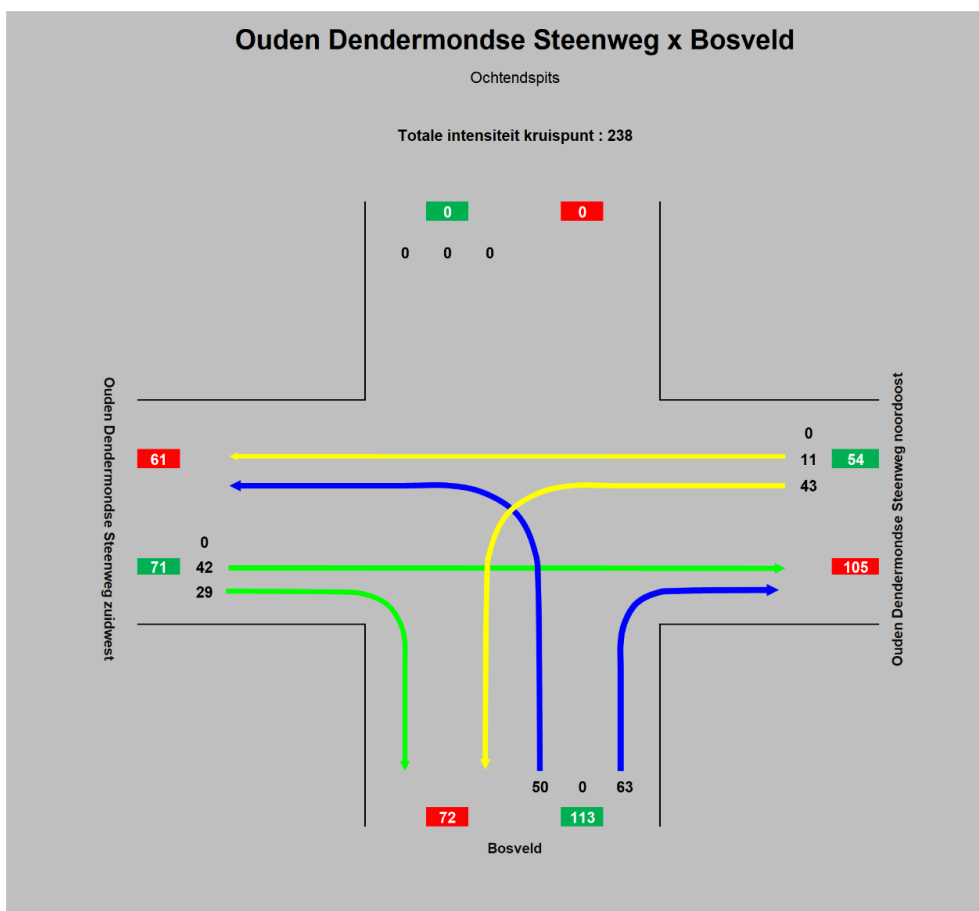 Ouden Dendermondse Steenweg x Bosveld
Ochtendspits
Totale intensiteit kruispunt : 238
0 0
0 0 0
Ouden Dendermondse Steenweg zuidwest
Ouden Dendermondse Steenweg noordoost
0
61 11 54
43
0
71 42 105
29
50 0 63
72 113
Bosveld